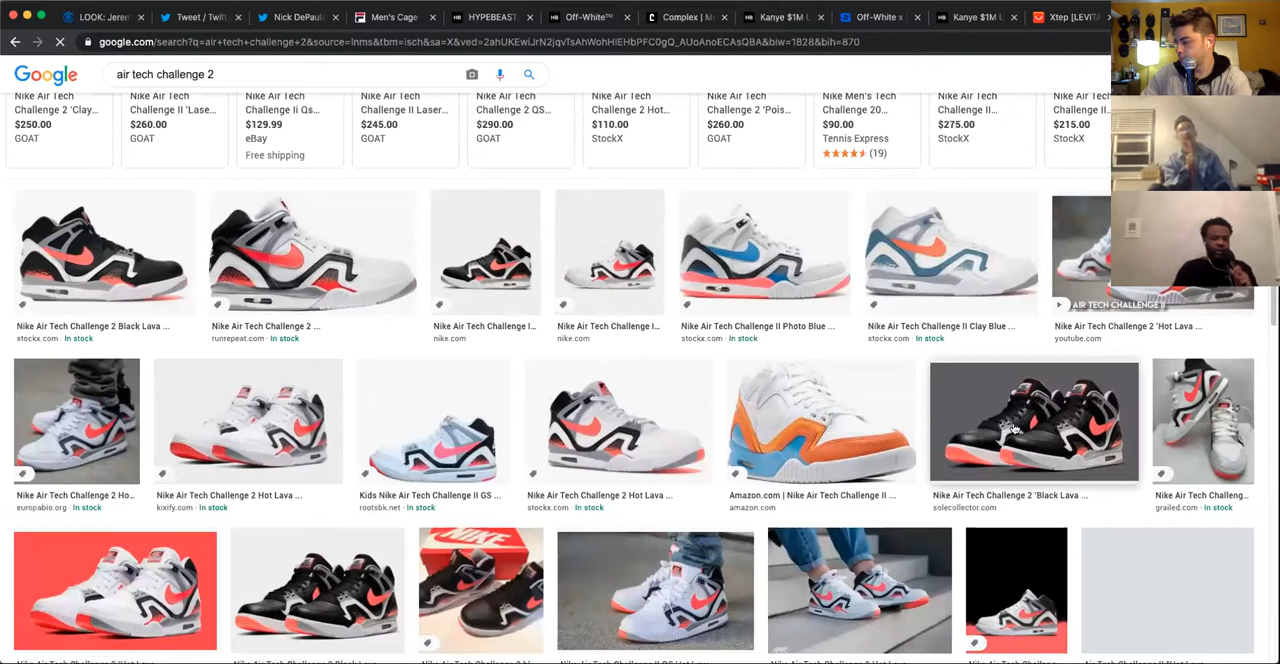 LOOK: Jerem
Tweet / Twitt
Nick DePaul
Men's Cage
HYPEBEAST
Off-White™
Complex | M
Kanye $1M L
Off-White x
Kanye $1M L
Xtep [LEVIT
google.com/search?q=air+tech+challenge+2&source=lnms&tbm=isch&sa=X&ved=2ahUKEwiJrN2jqvTsAhWohHIEHbPFC0gQ_AUoAnoECAsQBA&biw=1828&bih=870
Google
air tech challenge 2
Nike Air Tech Challenge 2 'Clay...
$250.00
GOAT
Nike Air Tech Challenge II 'Lase...
$260.00
GOAT
Nike Air Tech Challenge Ii Qs...
$129.99
eBay
Free shipping
Nike Air Tech Challenge II Laser...
$245.00
GOAT
Nike Air Tech Challenge 2 QS...
$290.00
GOAT
Nike Air Tech Challenge 2 Hot...
$110.00
StockX
Nike Air Tech Challenge 2 'Pois...
$260.00
GOAT
Nike Men's Tech Challenge 20...
$90.00
Tennis Express
(19)
Nike Air Tech Challenge II...
$275.00
StockX
Nike Air Tech Challenge II...
$215.00
StockX
Nike Air Tech Challenge 2 Black Lava ...
stockx.com · In stock
Nike Air Tech Challenge 2 ...
runrepeat.com · In stock
Nike Air Tech Challenge I...
nike.com
Nike Air Tech Challenge I...
nike.com
Nike Air Tech Challenge II Photo Blue ...
stockx.com · In stock
Nike Air Tech Challenge II Clay Blue ...
stockx.com · In stock
AIR TECH CHALLENGE II
Nike Air Tech Challenge 2 'Hot Lava ...
youtube.com
Nike Air Tech Challenge 2 Ho...
europabio.org · In stock
Nike Air Tech Challenge 2 Hot Lava ...
kixify.com · In stock
Kids Nike Air Tech Challenge II GS ...
rootsbk.net · In stock
Nike Air Tech Challenge 2 Hot Lava ...
stockx.com · In stock
Amazon.com | Nike Air Tech Challenge II ...
amazon.com
Nike Air Tech Challenge 2 'Black Lava ...
solecollector.com
Nike Air Tech Challeng...
grailed.com · In stock